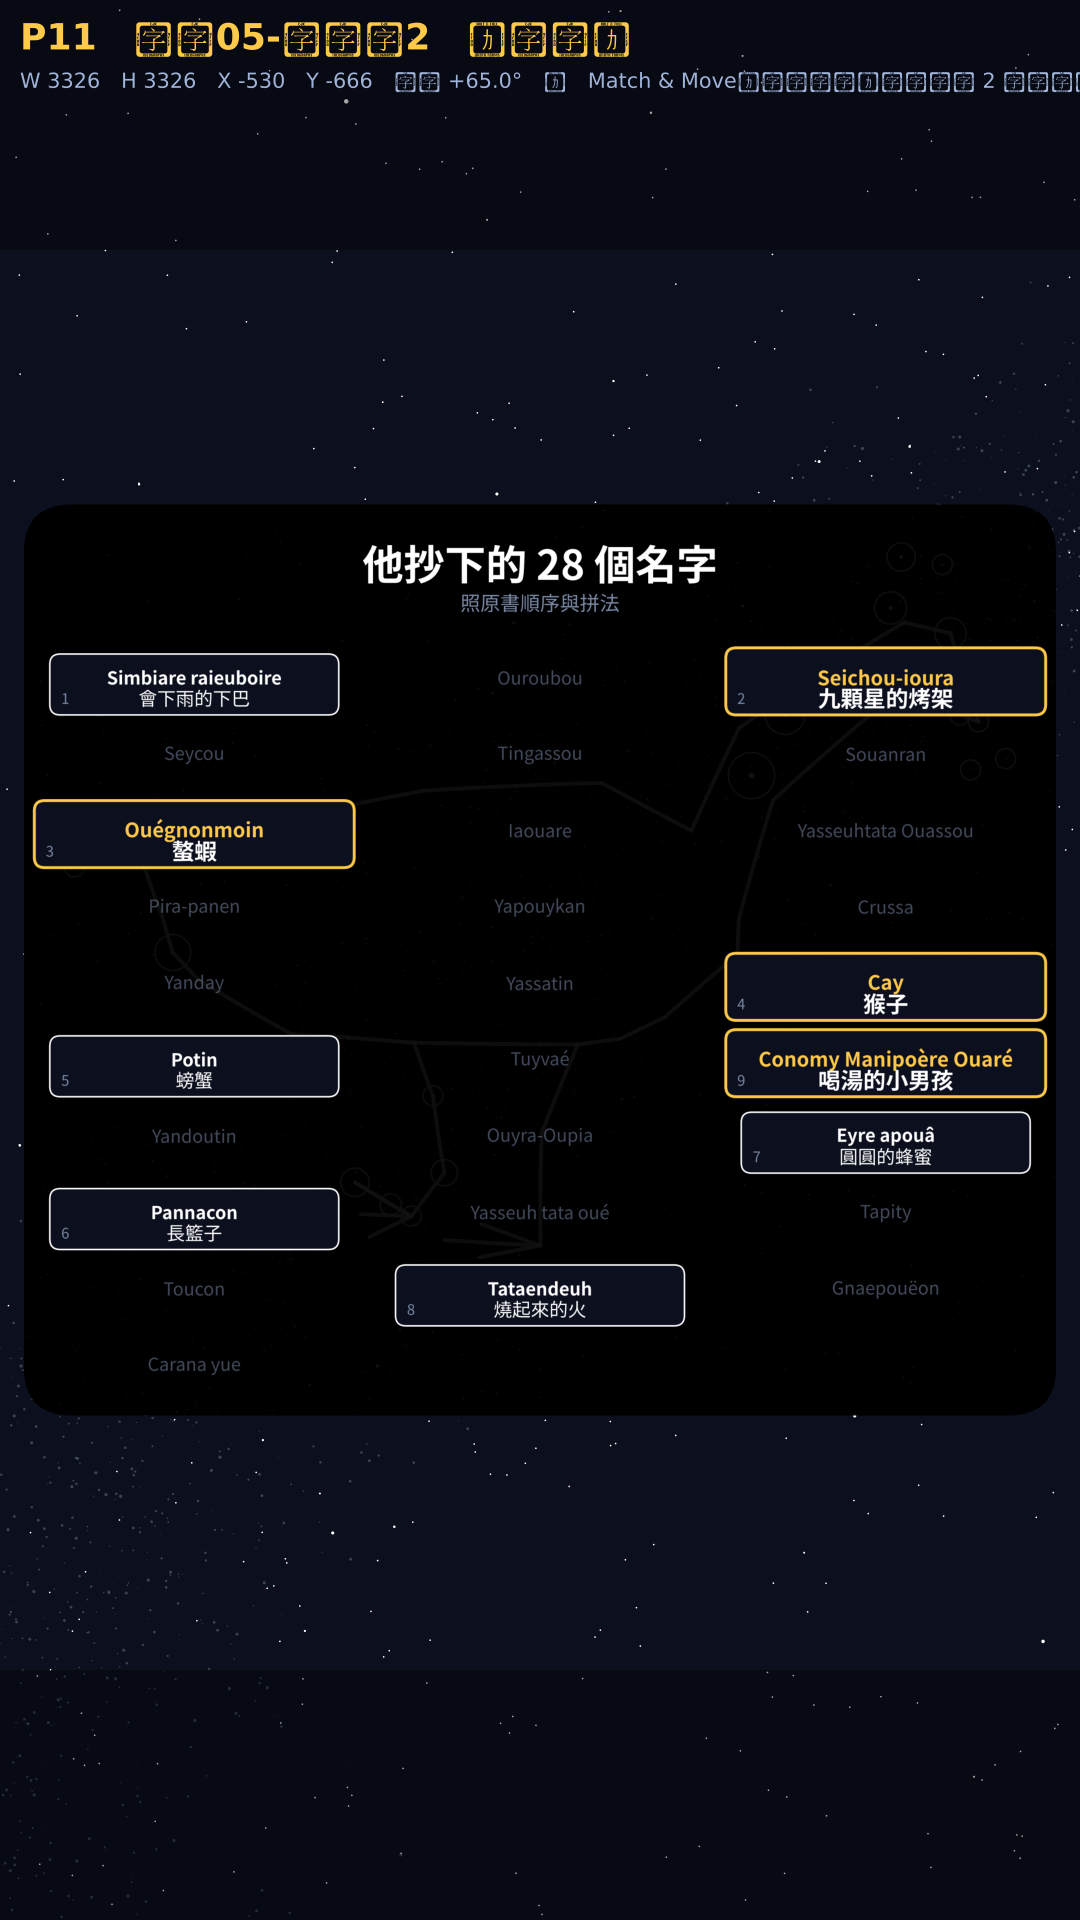 P11 05- 2
W 3326 H 3326 X -530 Y -666 +65.0° Match & Move 2
他抄下的 28 個名字
照原書順序與拼法
Simbiare raieuboire
1 會下雨的下巴
Ouroubou
Seichou-ioura
2 九顆星的烤架
Seycou
Tingassou
Souanran
Ouégnonmoin
3 螯蝦
Iaouare
Yasseuhtata Ouassou
Pira-panen
Yapouykan
Crussa
Yanday
Yassatin
Cay
4 猴子
Potin
5 螃蟹
Tuyvaé
Conomy Manipoère Ouaré
9 喝湯的小男孩
Yandoutin
Ouyra-Oupia
Eyre apouâ
7 圓圓的蜂蜜
Pannacon
6 長籃子
Yasseuh tata oué
Tapity
Toucon
Tataendeuh
8 燒起來的火
Gnaepouëon
Carana yue